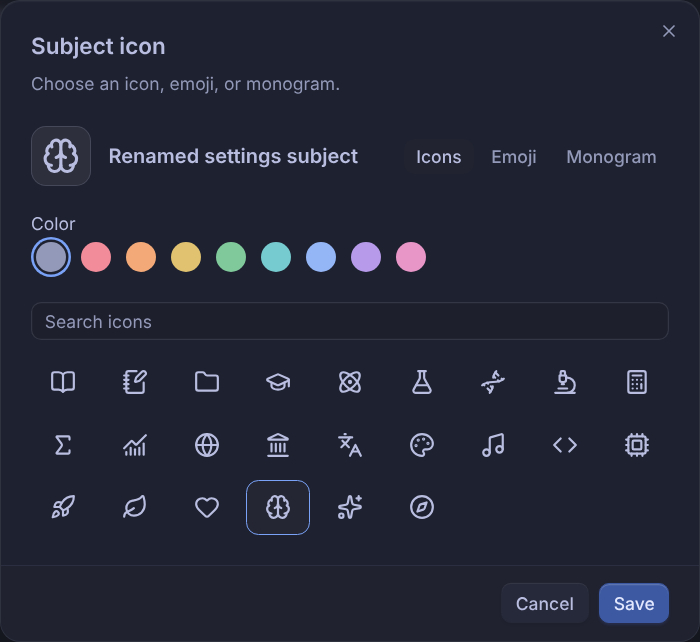 Subject icon
Choose an icon, emoji, or monogram.
Renamed settings subject
Icons Emoji Monogram
Color
Search icons
Cancel Save